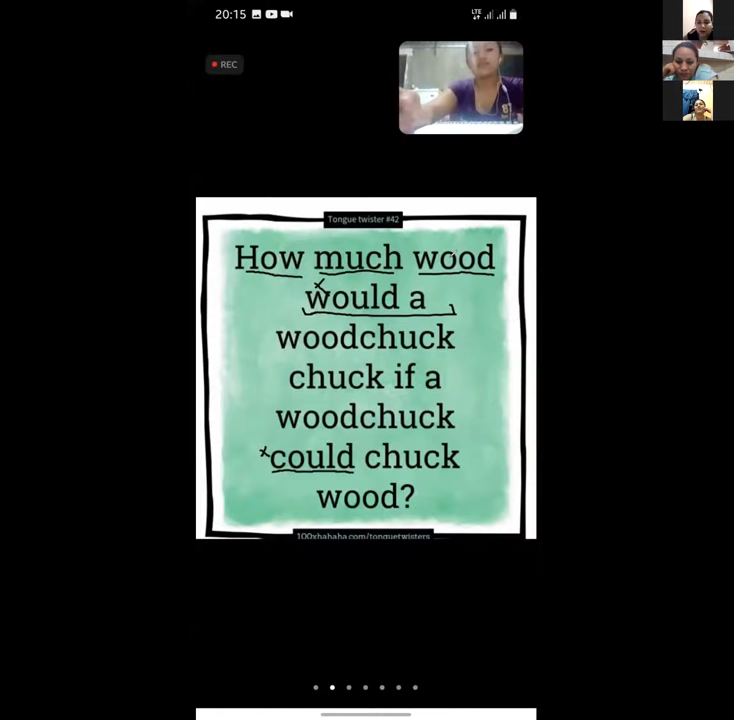 20:15
LTE
REC
Tongue twister #42
How much wood
would a
woodchuck
chuck if a
woodchuck
could chuck
wood?
100xhahaha.com/tonguetwisters